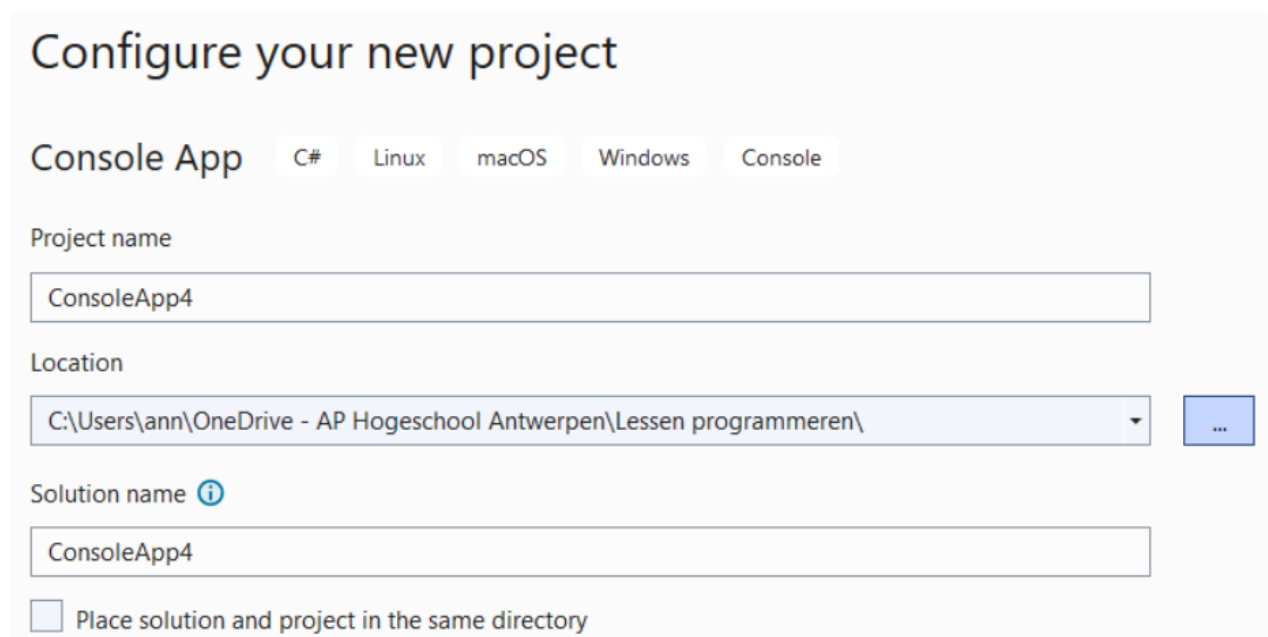 Configure your new project
Console App C# Linux macOS Windows Console
Project name
ConsoleApp4
Location
C:\Users\ann\OneDrive - AP Hogeschool Antwerpen\Lessen programmeren\
...
Solution name
ConsoleApp4
Place solution and project in the same directory